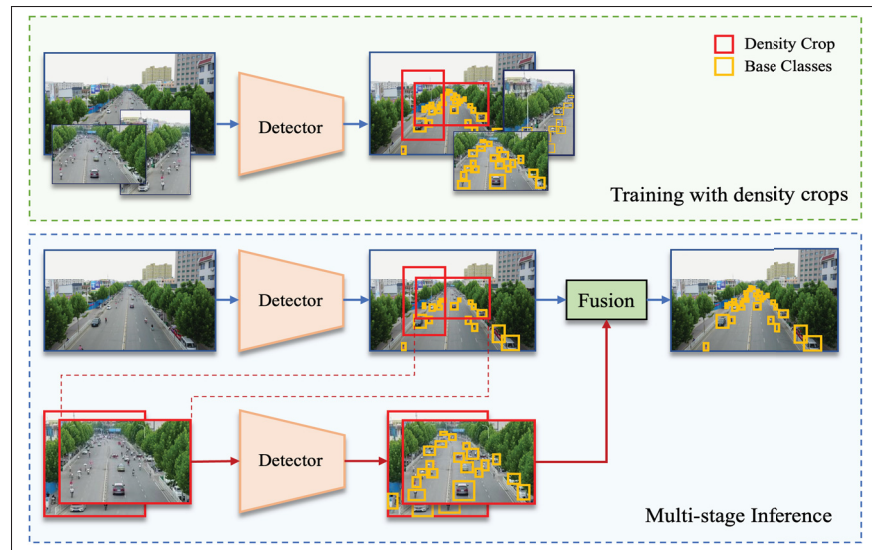 Density Crop
Base Classes
Detector
Training with density crops
Detector
Fusion
Detector
Multi-stage Inference